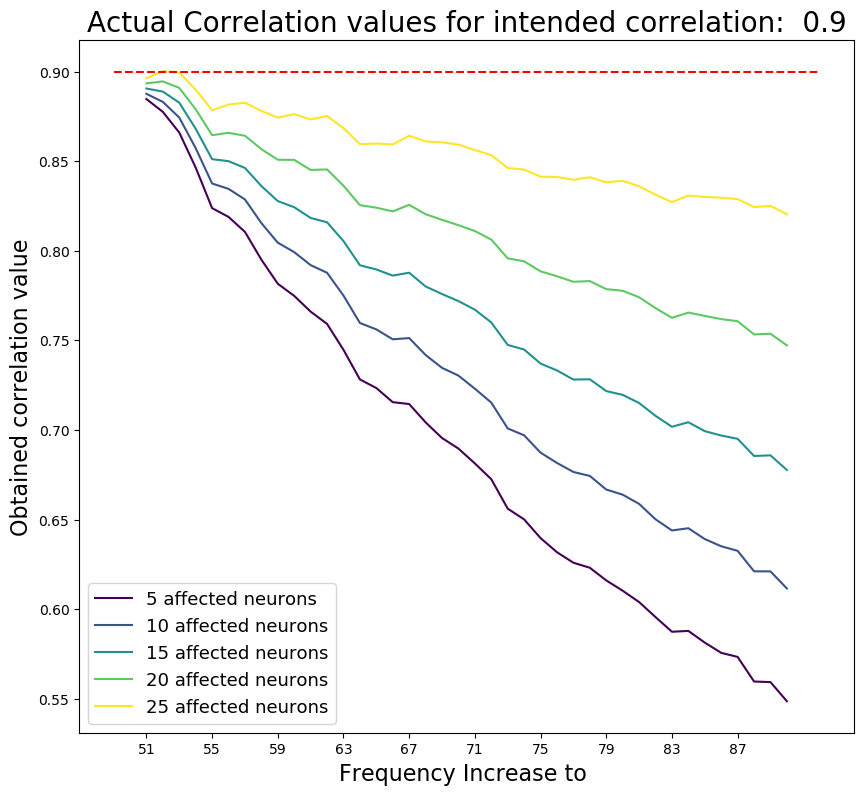 Actual Correlation values for intended correlation:  0.9
Obtained correlation value
0.90
0.85
0.80
0.75
0.70
0.65
0.60
0.55
5 affected neurons
10 affected neurons
15 affected neurons
20 affected neurons
25 affected neurons
51 55 59 63 67 71 75 79 83 87
Frequency Increase to